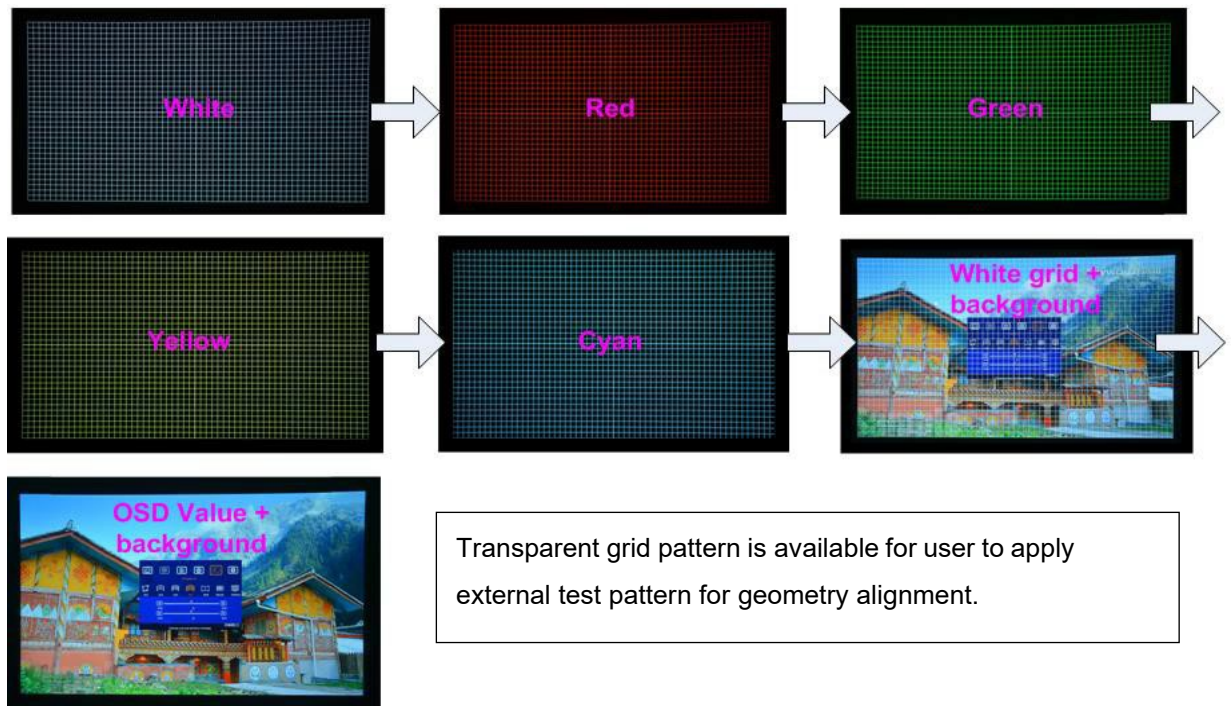 White
Red
Green
Yellow
Cyan
White grid +
background
OSD Value +
background
Transparent grid pattern is available for user to apply
external test pattern for geometry alignment.